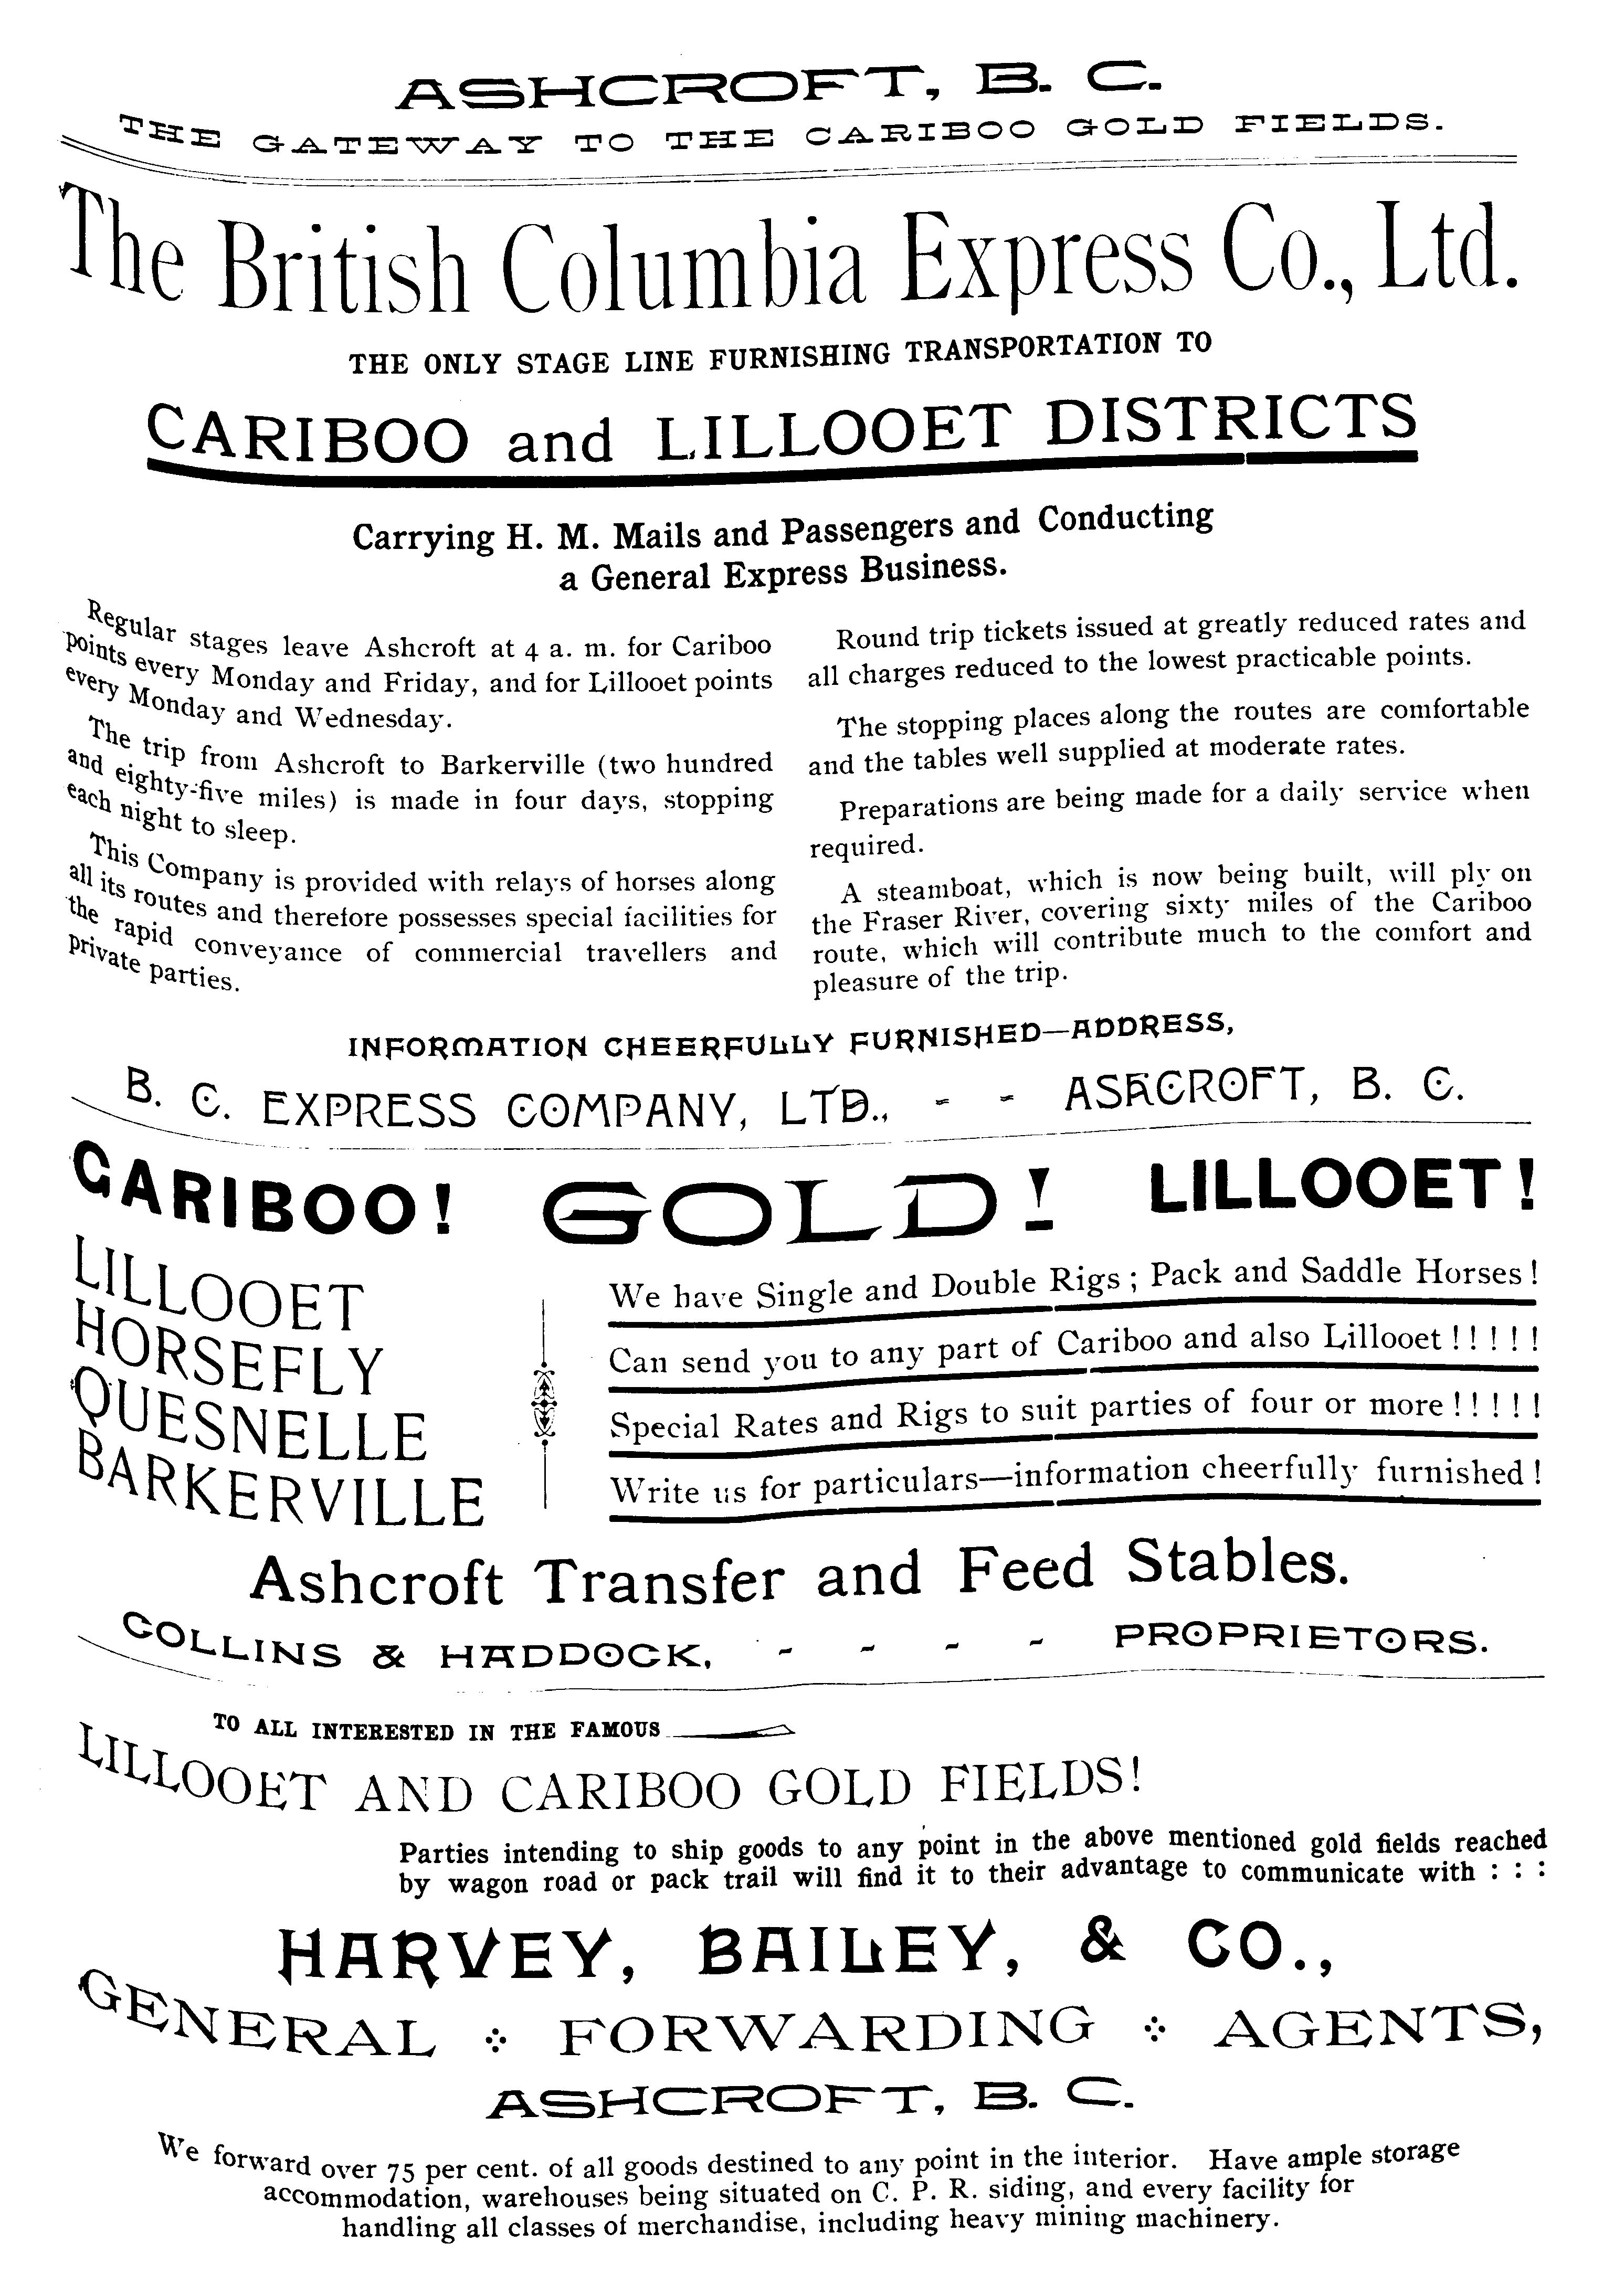 ASHCROFT, B. C.
THE GATEWAY TO THE CARIBOO GOLD FIELDS.
The British Columbia Express Co., Ltd.
THE ONLY STAGE LINE FURNISHING TRANSPORTATION TO
CARIBOO and LILLOOET DISTRICTS
Carrying H. M. Mails and Passengers and Conducting
a General Express Business.
Regular stages leave Ashcroft at 4 a. m. for Cariboo
points every Monday and Friday, and for Lillooet points
every Monday and Wednesday.
The trip from Ashcroft to Barkerville (two hundred
and eighty-five miles) is made in four days, stopping
each night to sleep.
This Company is provided with relays of horses along
all its routes and therefore possesses special facilities for
the rapid conveyance of commercial travellers and
private parties.
Round trip tickets issued at greatly reduced rates and
all charges reduced to the lowest practicable points.
The stopping places along the routes are comfortable
and the tables well supplied at moderate rates.
Preparations are being made for a daily service when
required.
A steamboat, which is now being built, will ply on
the Fraser River, covering sixty miles of the Cariboo
route, which will contribute much to the comfort and
pleasure of the trip.
INFORMATION CHEERFULLY FURNISHED—ADDRESS,
B. C. EXPRESS COMPANY, LTD., - - ASHCROFT, B. C.
CARIBOO! GOLD! LILLOOET!
LILLOOET
HORSEFLY
QUESNELLE
BARKERVILLE
We have Single and Double Rigs ; Pack and Saddle Horses !
Can send you to any part of Cariboo and also Lillooet ! ! ! ! !
Special Rates and Rigs to suit parties of four or more ! ! ! ! !
Write us for particulars—information cheerfully furnished !
Ashcroft Transfer and Feed Stables.
COLLINS & HADDOCK, - - - - PROPRIETORS.
TO ALL INTERESTED IN THE FAMOUS
LILLOOET AND CARIBOO GOLD FIELDS!
Parties intending to ship goods to any point in the above mentioned gold fields reached
by wagon road or pack trail will find it to their advantage to communicate with : : :
HARVEY, BAILEY, & CO.,
GENERAL FORWARDING AGENTS,
ASHCROFT, B. C.
We forward over 75 per cent. of all goods destined to any point in the interior. Have ample storage
accommodation, warehouses being situated on C. P. R. siding, and every facility for
handling all classes of merchandise, including heavy mining machinery.